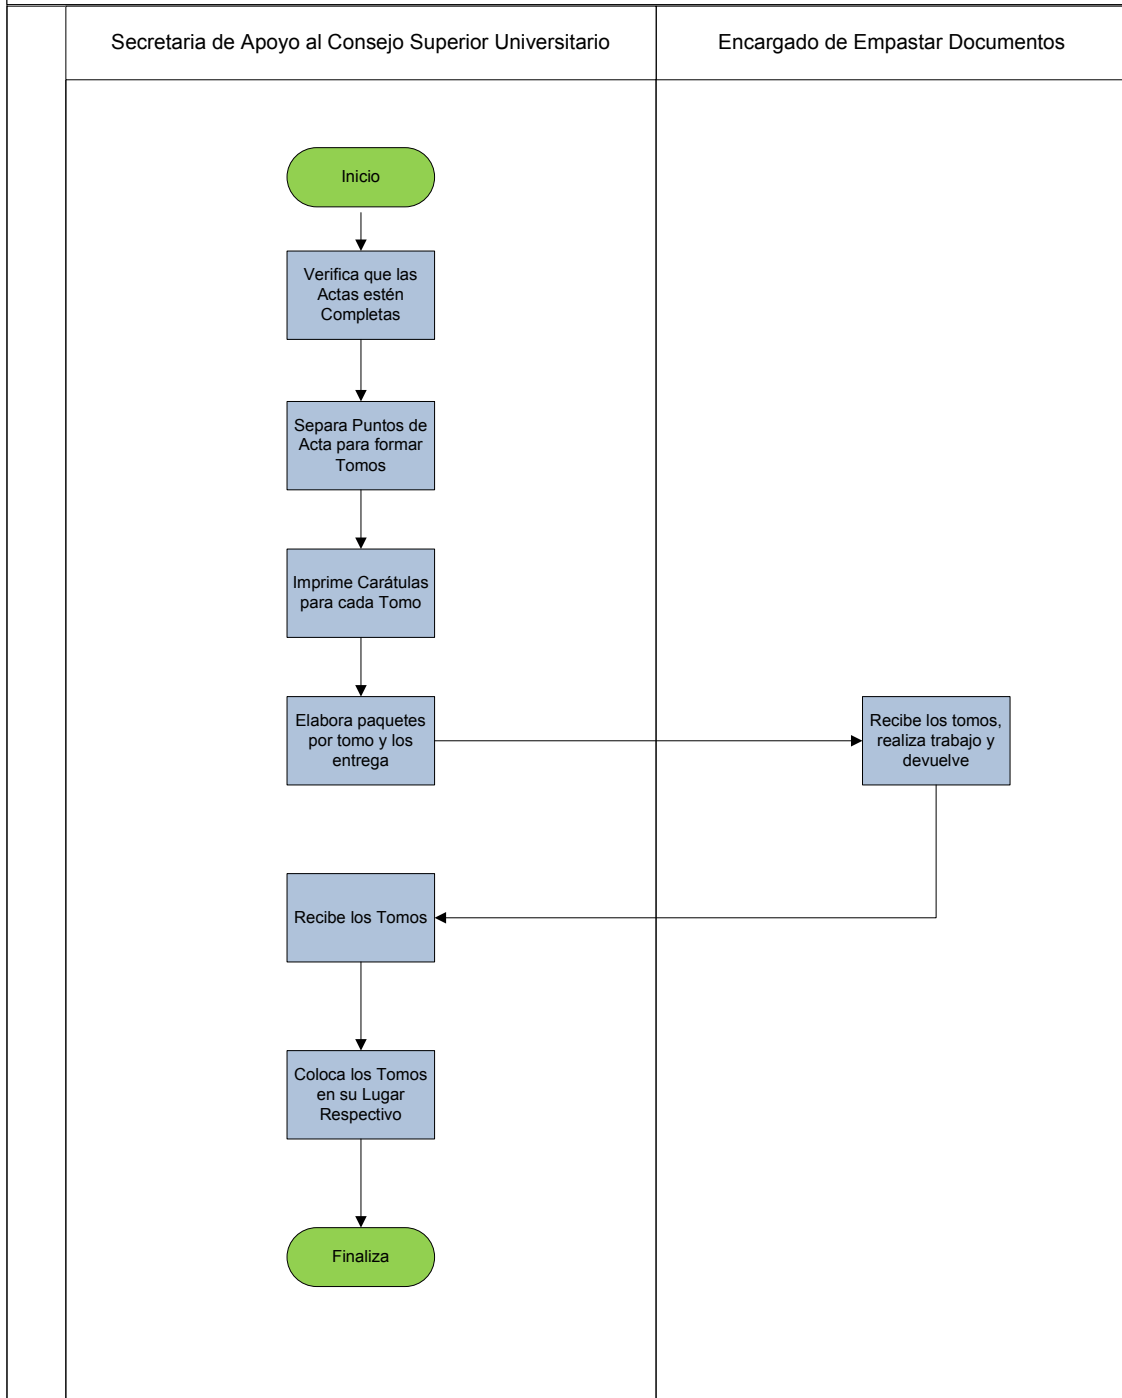 Secretaria de Apoyo al Consejo Superior Universitario
Encargado de Empastar Documentos
Inicio
Verifica que las
Actas estén
Completas
Separa Puntos de
Acta para formar
Tomos
Imprime Carátulas
para cada Tomo
Elabora paquetes
por tomo y los
entrega
Recibe los tomos,
realiza trabajo y
devuelve
Recibe los Tomos
Coloca los Tomos
en su Lugar
Respectivo
Finaliza